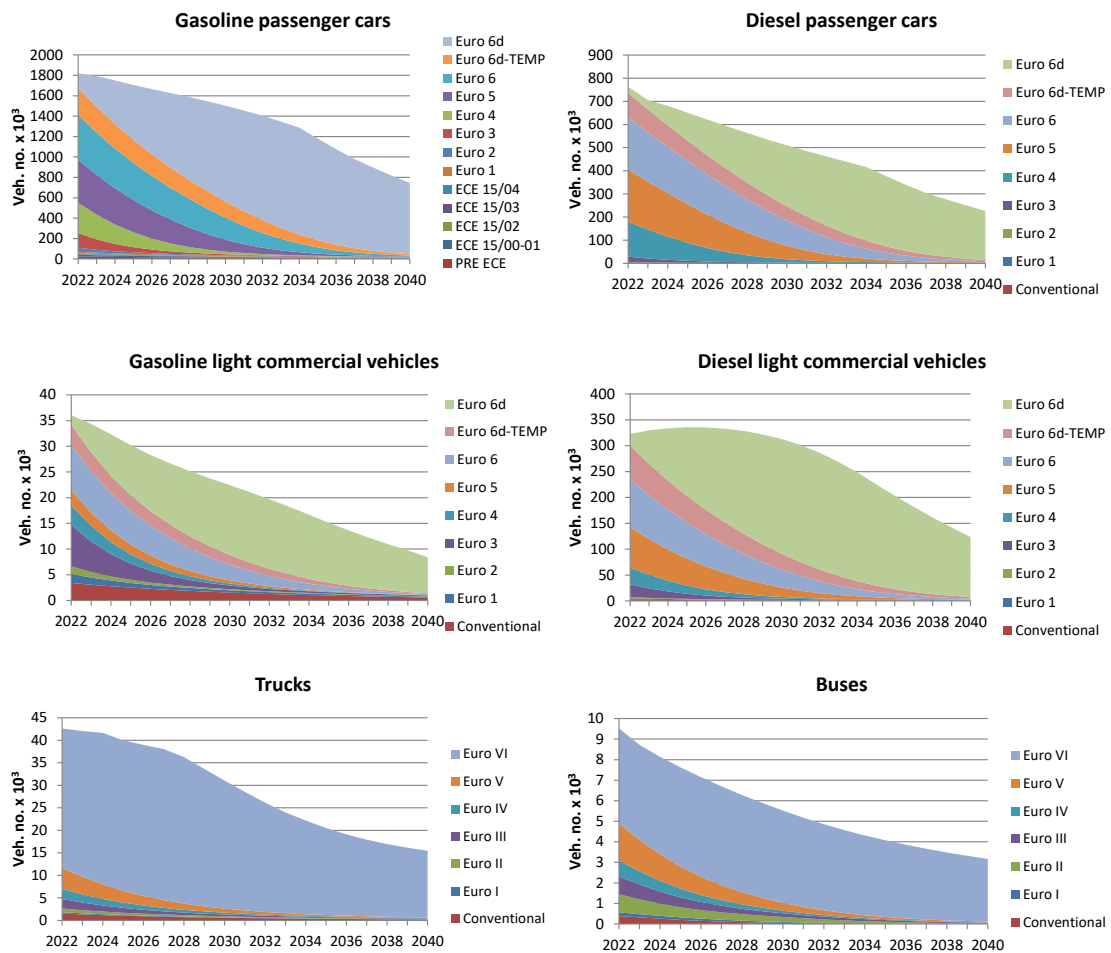 Gasoline passenger cars
Veh. no. x 10³
2000
1800
1600
1400
1200
1000
800
600
400
200
0
2022 2024 2026 2028 2030 2032 2034 2036 2038 2040
Euro 6d
Euro 6d-TEMP
Euro 6
Euro 5
Euro 4
Euro 3
Euro 2
Euro 1
ECE 15/04
ECE 15/03
ECE 15/02
ECE 15/00-01
PRE ECE
Diesel passenger cars
Veh. no. x 10³
900
800
700
600
500
400
300
200
100
0
2022 2024 2026 2028 2030 2032 2034 2036 2038 2040
Euro 6d
Euro 6d-TEMP
Euro 6
Euro 5
Euro 4
Euro 3
Euro 2
Euro 1
Conventional
Gasoline light commercial vehicles
Veh. no. x 10³
40
35
30
25
20
15
10
5
0
2022 2024 2026 2028 2030 2032 2034 2036 2038 2040
Euro 6d
Euro 6d-TEMP
Euro 6
Euro 5
Euro 4
Euro 3
Euro 2
Euro 1
Conventional
Diesel light commercial vehicles
Veh. no. x 10³
400
350
300
250
200
150
100
50
0
2022 2024 2026 2028 2030 2032 2034 2036 2038 2040
Euro 6d
Euro 6d-TEMP
Euro 6
Euro 5
Euro 4
Euro 3
Euro 2
Euro 1
Conventional
Trucks
Veh. no. x 10³
45
40
35
30
25
20
15
10
5
0
2022 2024 2026 2028 2030 2032 2034 2036 2038 2040
Euro VI
Euro V
Euro IV
Euro III
Euro II
Euro I
Conventional
Buses
Veh. no. x 10³
10
9
8
7
6
5
4
3
2
1
0
2022 2024 2026 2028 2030 2032 2034 2036 2038 2040
Euro VI
Euro V
Euro IV
Euro III
Euro II
Euro I
Conventional